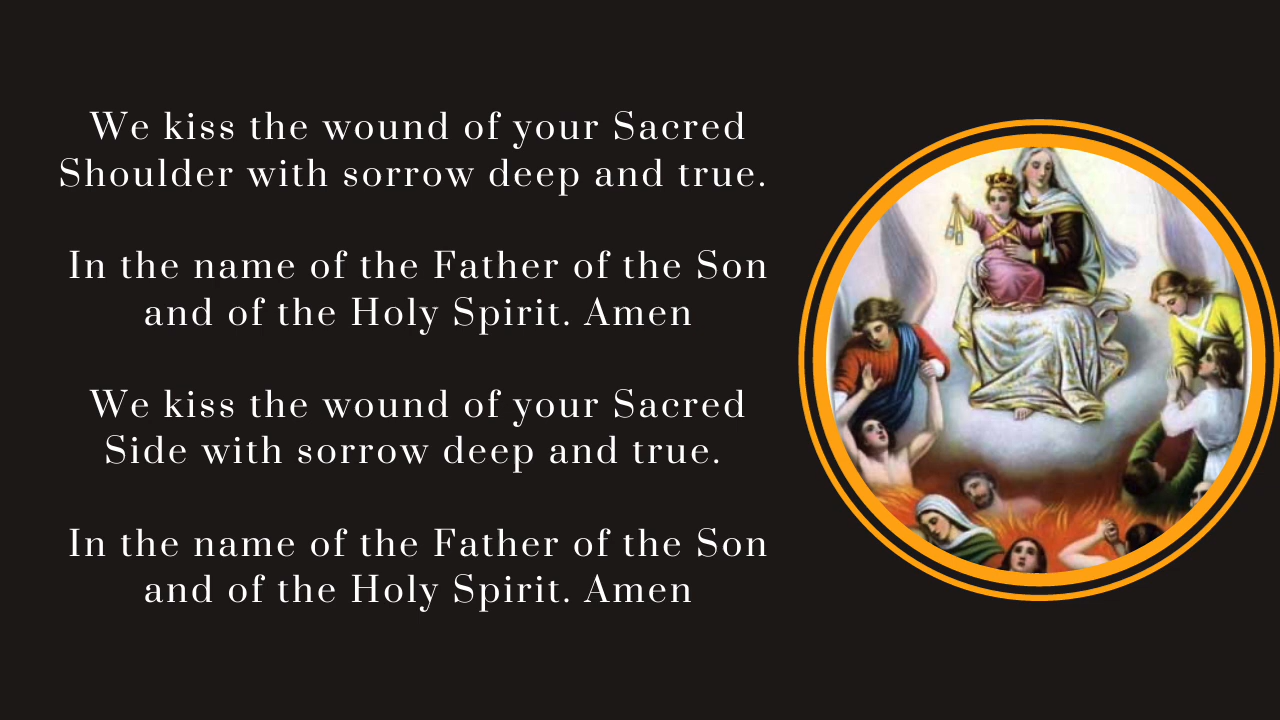 We kiss the wound of your Sacred
Shoulder with sorrow deep and true.
In the name of the Father of the Son
and of the Holy Spirit. Amen
We kiss the wound of your Sacred
Side with sorrow deep and true.
In the name of the Father of the Son
and of the Holy Spirit. Amen